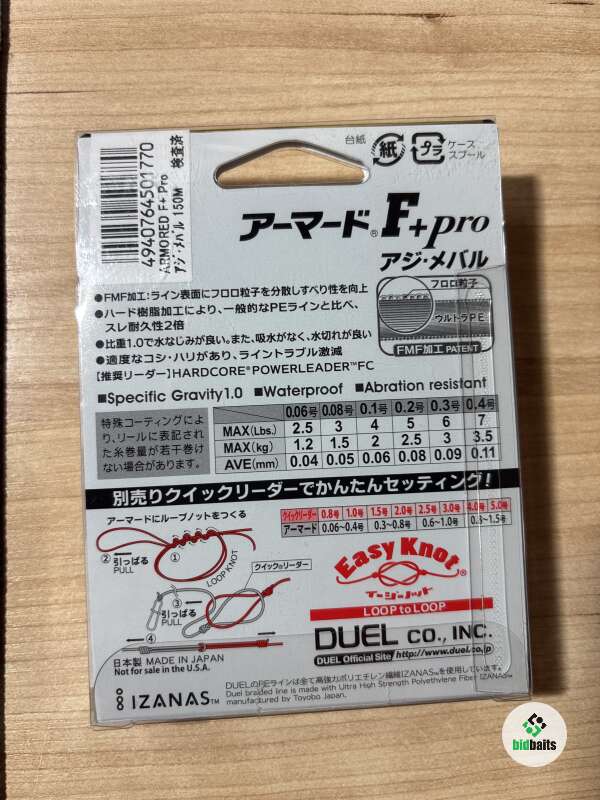 4940764501770
ARMORED F+ Pro
アジ・メバル 150M
検査済
台紙 紙 プラ ケース
スプール
アーマード® F+pro
アジ・メバル
●FMF加工:ライン表面にフロロ粒子を分散しすべり性を向上
●ハード樹脂加工により、一般的なPEラインと比べ、
スレ耐久性2倍
●比重1.0で水なじみが良い。また、吸水がなく、水切れが良い
●適度なコシ・ハリがあり、ライントラブル激減
【推奨リーダー】HARDCORE®POWERLEADER™FC
フロロ粒子
ウルトラPE
FMF加工 PATENT
■Specific Gravity1.0 ■Waterproof ■Abration resistant
特殊コーティングによ
り、リールに表記され
た糸巻量が若干巻け
ない場合があります。
0.06号 0.08号 0.1号 0.2号 0.3号 0.4号
MAX(Lbs.) 2.5 3 4 5 6 7
MAX(kg) 1.2 1.5 2 2.5 3 3.5
AVE(mm) 0.04 0.05 0.06 0.08 0.09 0.11
別売りクイックリーダーでかんたんセッティング!
クイックリーダー 0.8号 1.0号 1.5号 2.0号 2.5号 3.0号 4.0号 5.0号
アーマード 0.06~0.4号 0.3~0.8号 0.6~1.0号 0.8~1.5号
アーマードにループノットをつくる
② 引っぱる
PULL
①
LOOP KNOT
クイック®リーダー
③
引っぱる
PULL
④
Easy Knot®
イージーノット
LOOP to LOOP
DUEL CO., INC.
DUEL Official Site http://www.duel.co.jp/
日本製 MADE IN JAPAN
Not for sale in the U.S.A.
IZANAS™
DUELのPEラインは全て高強力ポリエチレン繊維IZANAS™を使用しています。
Duel braided line is made with Ultra High Strength Polyethylene Fiber IZANAS™
manufactured by Toyobo Japan.
bidbaits